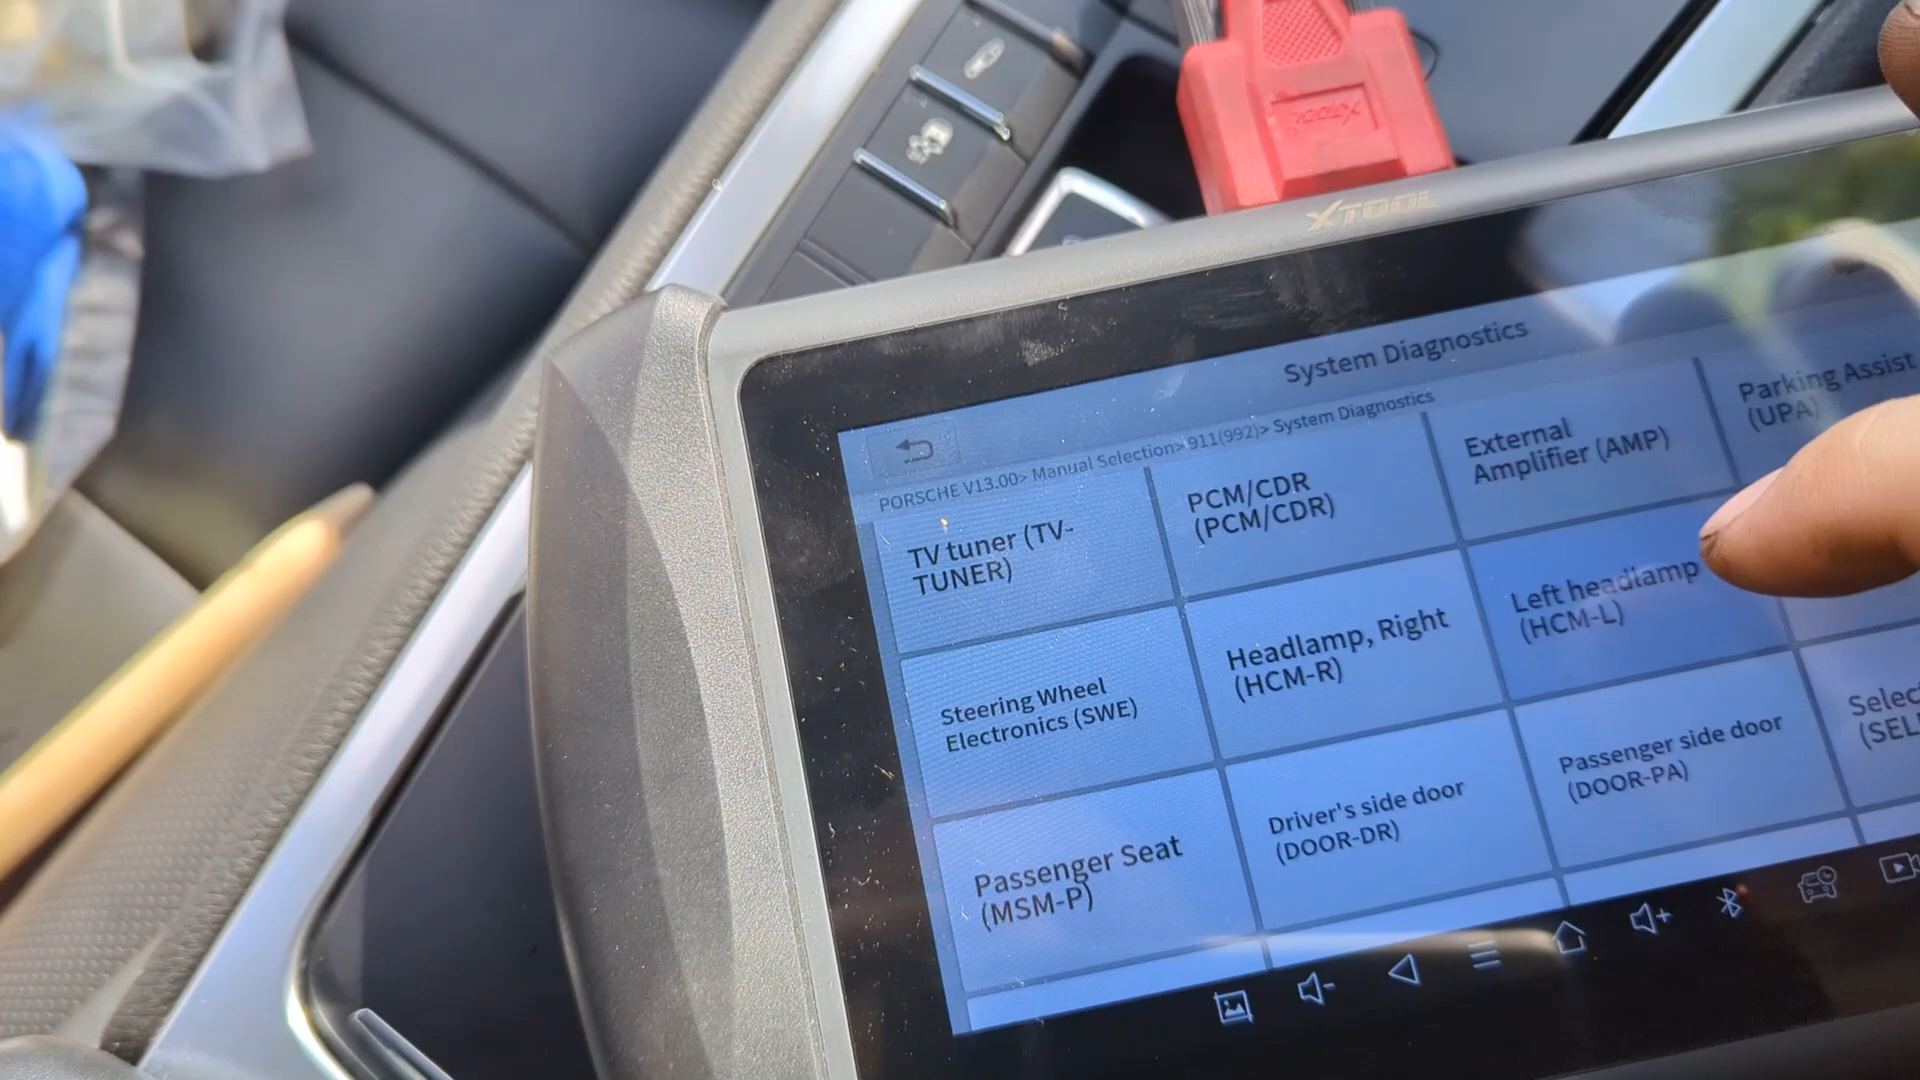 XTOOL
XTOOL
System Diagnostics
PORSCHE V13.00> Manual Selection> 911(992)> System Diagnostics
TV tuner (TV-
TUNER)
PCM/CDR
(PCM/CDR)
External
Amplifier (AMP)
Parking Assist
(UPA)
Steering Wheel
Electronics (SWE)
Headlamp, Right
(HCM-R)
Left headlamp
(HCM-L)
Passenger Seat
(MSM-P)
Driver's side door
(DOOR-DR)
Passenger side door
(DOOR-PA)